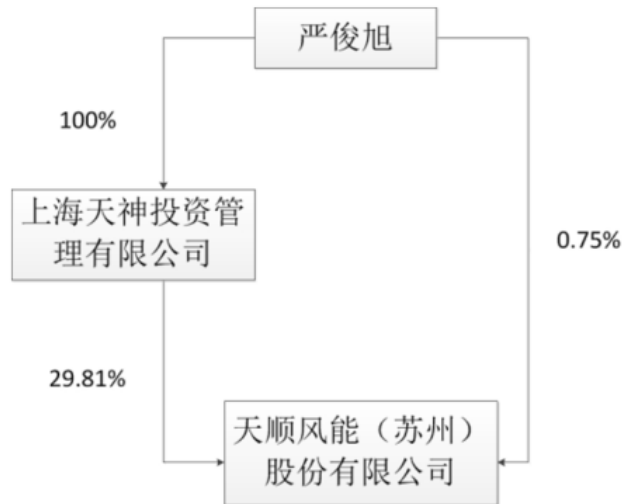 严俊旭
100%
上海天神投资管
理有限公司
0.75%
29.81%
天顺风能（苏州）
股份有限公司